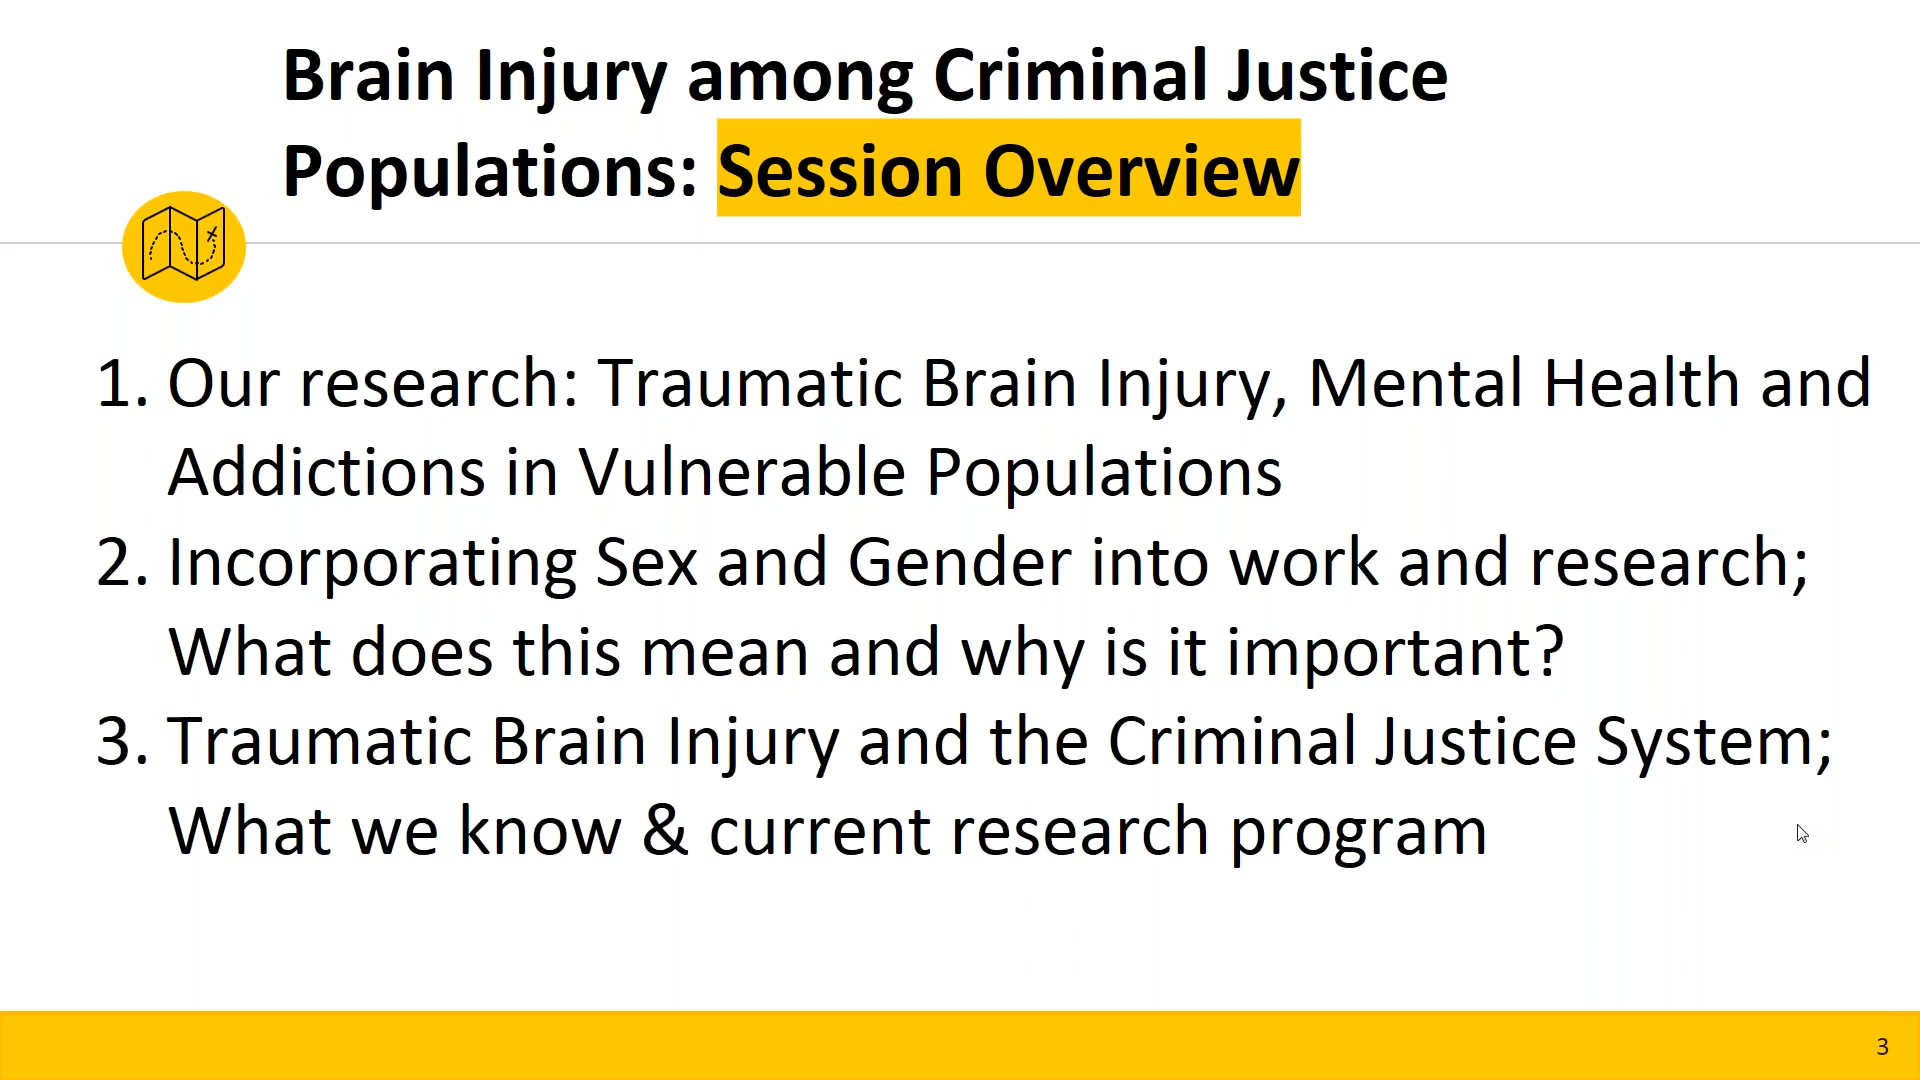 Brain Injury among Criminal Justice
Populations: Session Overview
1. Our research: Traumatic Brain Injury, Mental Health and
Addictions in Vulnerable Populations
2. Incorporating Sex and Gender into work and research;
What does this mean and why is it important?
3. Traumatic Brain Injury and the Criminal Justice System;
What we know & current research program
3